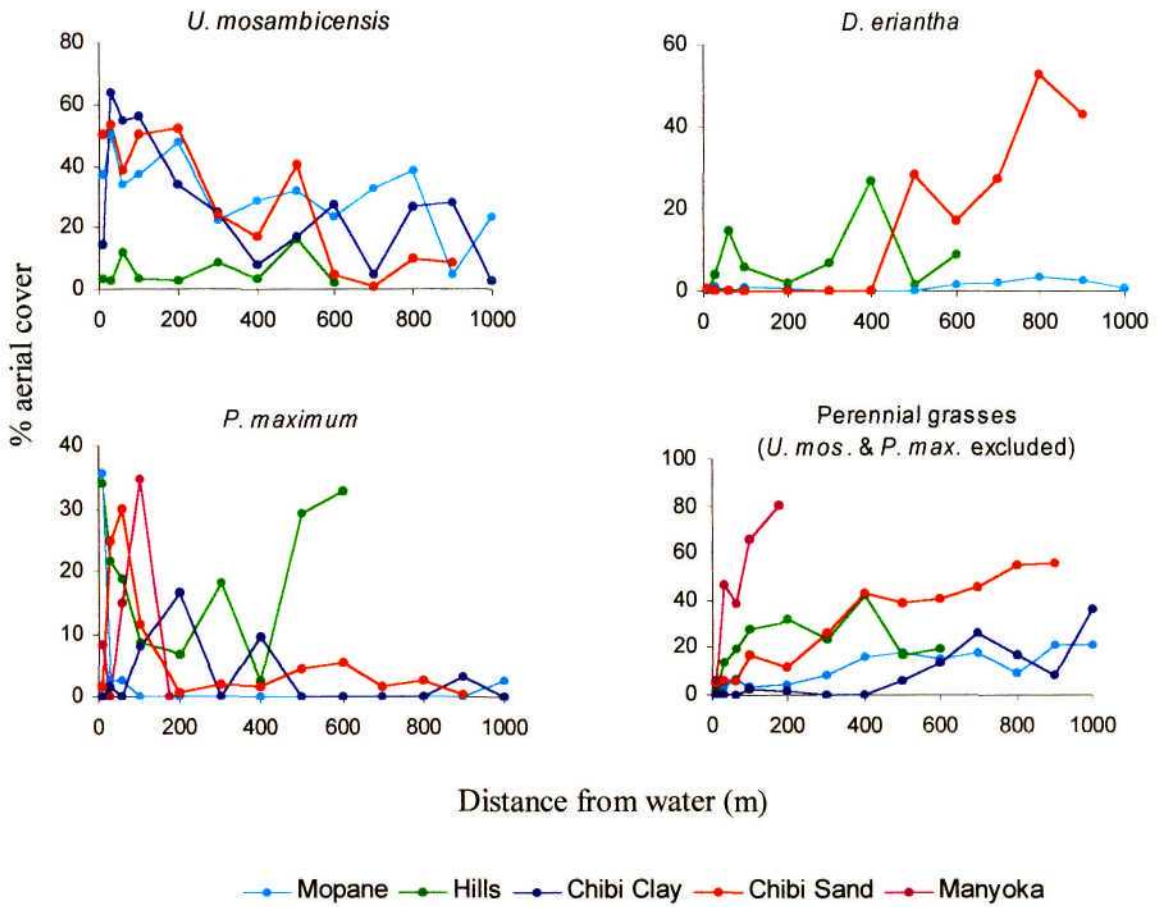 U. mosambicensis
D. eriantha
80
60
40
20
0
0 200 400 600 800 1000
60
40
20
0
0 200 400 600 800 1000
% aerial cover
P. maximum
Perennial grasses
(U. mos. & P. max. excluded)
40
30
20
10
0
0 200 400 600 800 1000
100
80
60
40
20
0
0 200 400 600 800 1000
Distance from water (m)
Mopane Hills Chibi Clay Chibi Sand Manyoka